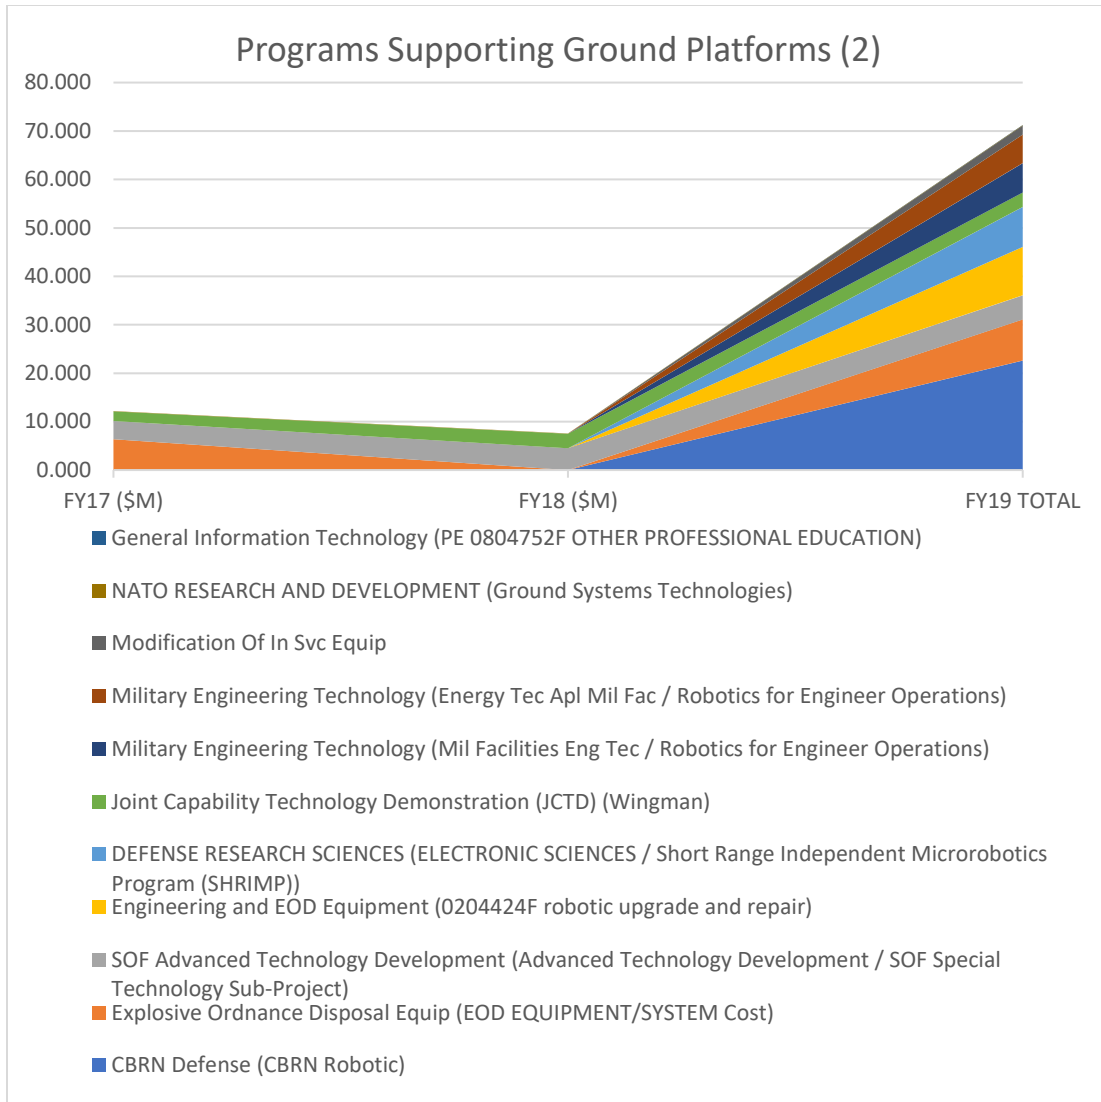 Programs Supporting Ground Platforms (2)
80.000
70.000
60.000
50.000
40.000
30.000
20.000
10.000
0.000
FY17 ($M)
FY18 ($M)
FY19 TOTAL
General Information Technology (PE 0804752F OTHER PROFESSIONAL EDUCATION)
NATO RESEARCH AND DEVELOPMENT (Ground Systems Technologies)
Modification Of In Svc Equip
Military Engineering Technology (Energy Tec Apl Mil Fac / Robotics for Engineer Operations)
Military Engineering Technology (Mil Facilities Eng Tec / Robotics for Engineer Operations)
Joint Capability Technology Demonstration (JCTD) (Wingman)
DEFENSE RESEARCH SCIENCES (ELECTRONIC SCIENCES / Short Range Independent Microrobotics
Program (SHRIMP))
Engineering and EOD Equipment (0204424F robotic upgrade and repair)
SOF Advanced Technology Development (Advanced Technology Development / SOF Special
Technology Sub-Project)
Explosive Ordnance Disposal Equip (EOD EQUIPMENT/SYSTEM Cost)
CBRN Defense (CBRN Robotic)